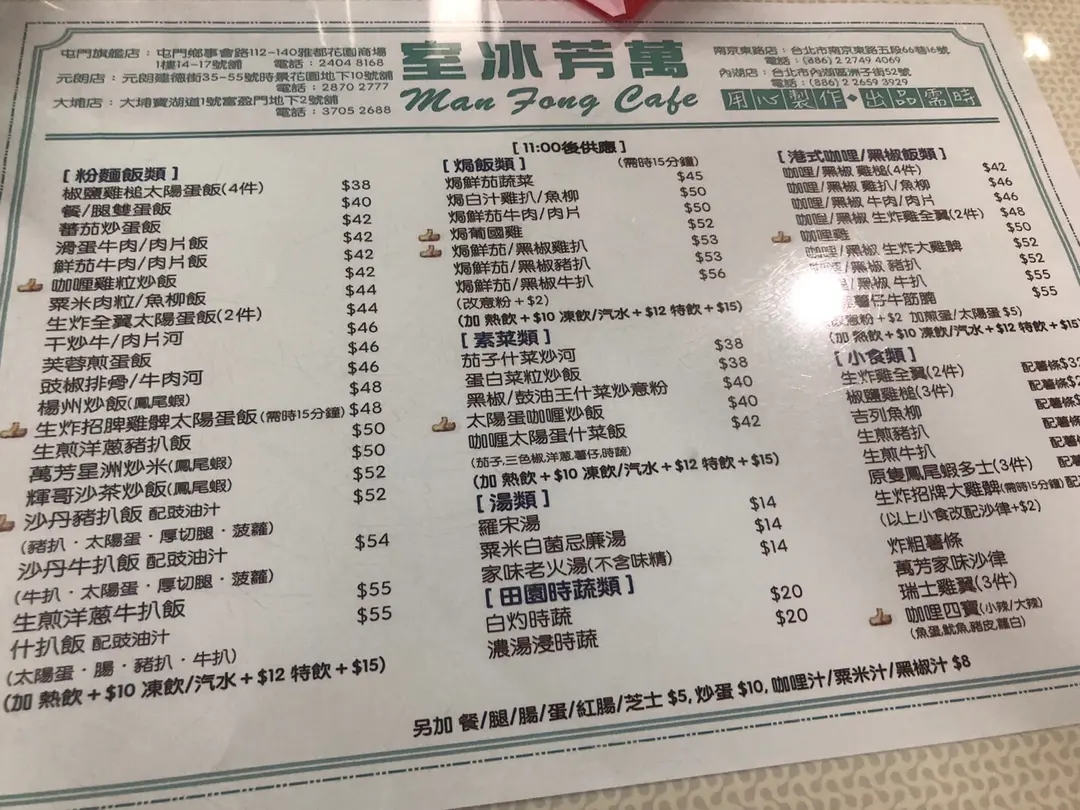 屯門旗艦店：屯門鄉事會路112-140雅都花園商場
1樓14-17號舖 電話：2404 8168
元朗店：元朗建德街35-55號時景花園地下10號舖
電話：2870 2777
大埔店：大埔寶湖道1號富盈門地下2號舖
電話：3705 2688
室冰芳萬
Man Fong Cafe
南京東路店：台北市南京東路五段66巷16號
電話：(886) 2 2749 4069
內湖店：台北市內湖區洲子街52號
電話：(886) 2 2659 3929
用心製作◆出品需時
[粉麵飯類]
椒鹽雞槌太陽蛋飯(4件) $38
餐/腿雙蛋飯 $40
蕃茄炒蛋飯 $42
滑蛋牛肉/肉片飯 $42
鮮茄牛肉/肉片飯 $42
咖喱雞粒炒飯 $42
粟米肉粒/魚柳飯 $44
生炸全翼太陽蛋飯(2件) $44
干炒牛/肉片河 $46
芙蓉煎蛋飯 $46
豉椒排骨/牛肉河 $46
楊州炒飯(鳳尾蝦) $48
生炸招牌雞髀太陽蛋飯(需時15分鐘) $48
生煎洋蔥豬扒飯 $50
萬芳星洲炒米(鳳尾蝦) $50
輝哥沙茶炒飯(鳳尾蝦) $52
沙丹豬扒飯 配豉油汁 $52
(豬扒．太陽蛋．厚切腿．菠蘿)
沙丹牛扒飯 配豉油汁 $54
(牛扒．太陽蛋．厚切腿．菠蘿)
生煎洋蔥牛扒飯 $55
什扒飯 配豉油汁 $55
(太陽蛋．腸．豬扒．牛扒)
(加 熱飲+$10 凍飲/汽水+$12 特飲+$15)
[11:00後供應]
[焗飯類] (需時15分鐘)
焗鮮茄蔬菜 $45
焗白汁雞扒/魚柳 $50
焗鮮茄牛肉/肉片 $50
焗葡國雞 $52
焗鮮茄/黑椒雞扒 $53
焗鮮茄/黑椒豬扒 $53
焗鮮茄/黑椒牛扒 $56
(改意粉+$2)
(加 熱飲+$10 凍飲/汽水+$12 特飲+$15)
[素菜類]
茄子什菜炒河 $38
蛋白菜粒炒飯 $38
黑椒/鼓油王什菜炒意粉 $40
太陽蛋咖喱炒飯 $40
咖喱太陽蛋什菜飯 $42
(茄子,三色椒,洋蔥,薯仔,時蔬)
(加 熱飲+$10 凍飲/汽水+$12 特飲+$15)
[湯類]
羅宋湯 $14
粟米白菌忌廉湯 $14
家味老火湯(不含味精) $14
[田園時蔬類]
白灼時蔬 $20
濃湯浸時蔬 $20
[港式咖喱/黑椒飯類]
咖喱/黑椒 雞槌(4件) $42
咖喱/黑椒 雞扒/魚柳 $46
咖喱/黑椒 牛肉/肉片 $46
咖喱/黑椒 生炸雞全翼(2件) $48
咖喱雞 $50
咖喱/黑椒 生炸大雞髀 $52
咖喱/黑椒 豬扒 $52
/黑椒 牛扒 $55
薯仔牛筋腩 $55
意粉+$2 加煎蛋/太陽蛋 $5)
(加 熱飲+$10 凍飲/汽水+$12 特飲+$15
[小食類]
生炸雞全翼(2件) 配薯條$3
椒鹽雞槌(3件) 配薯條$
吉列魚柳 配薯條
生煎豬扒 配薯條
生煎牛扒 配薯條
原隻鳳尾蝦多士(3件) 配薯
生炸招牌大雞髀(需時15分鐘) 配
(以上小食改配沙律+$2)
炸粗薯條
萬芳家味沙律
瑞士雞翼(3件)
咖喱四寶(小辣/大辣)
(魚蛋,魷魚,豬皮,蘿白)
另加 餐/腿/腸/蛋/紅腸/芝士 $5, 炒蛋 $10, 咖喱汁/粟米汁/黑椒汁 $8